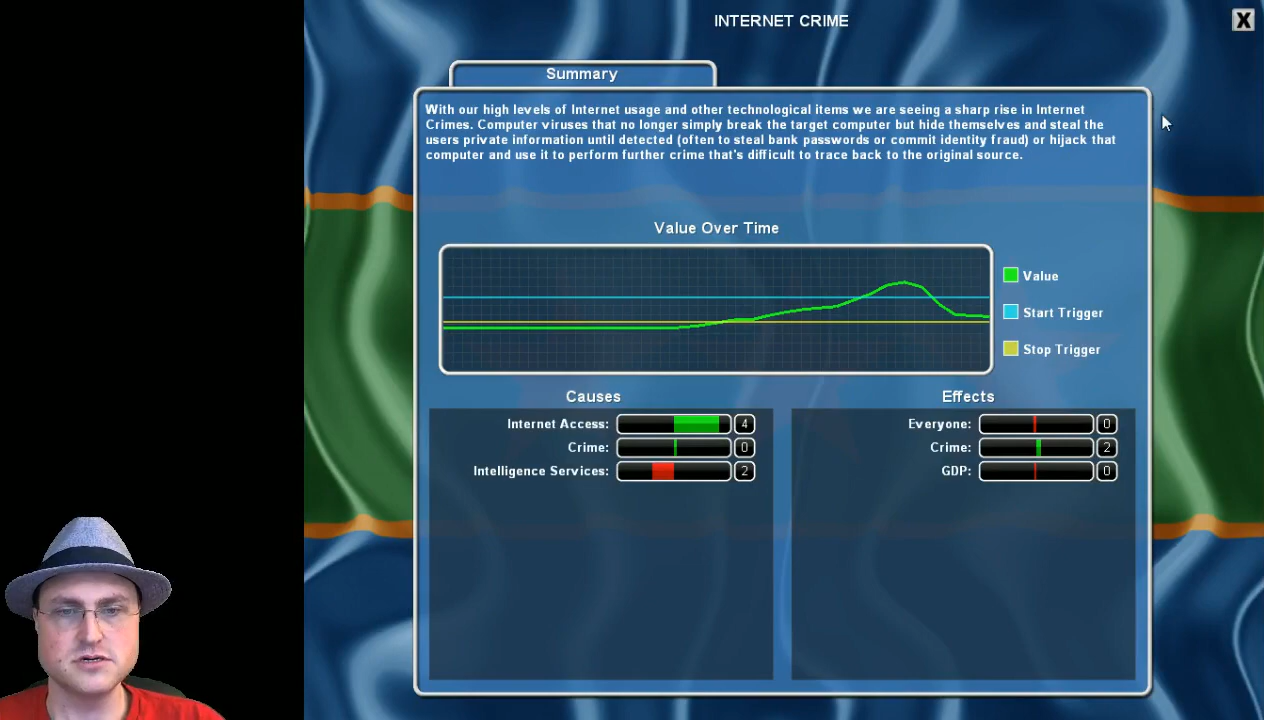 INTERNET CRIME
X
Summary
With our high levels of Internet usage and other technological items we are seeing a sharp rise in Internet
Crimes. Computer viruses that no longer simply break the target computer but hide themselves and steal the
users private information until detected (often to steal bank passwords or commit identity fraud) or hijack that
computer and use it to perform further crime that's difficult to trace back to the original source.
Value Over Time
Value
Start Trigger
Stop Trigger
Causes
Internet Access: 4
Crime: 0
Intelligence Services: 2
Effects
Everyone: 0
Crime: 2
GDP: 0